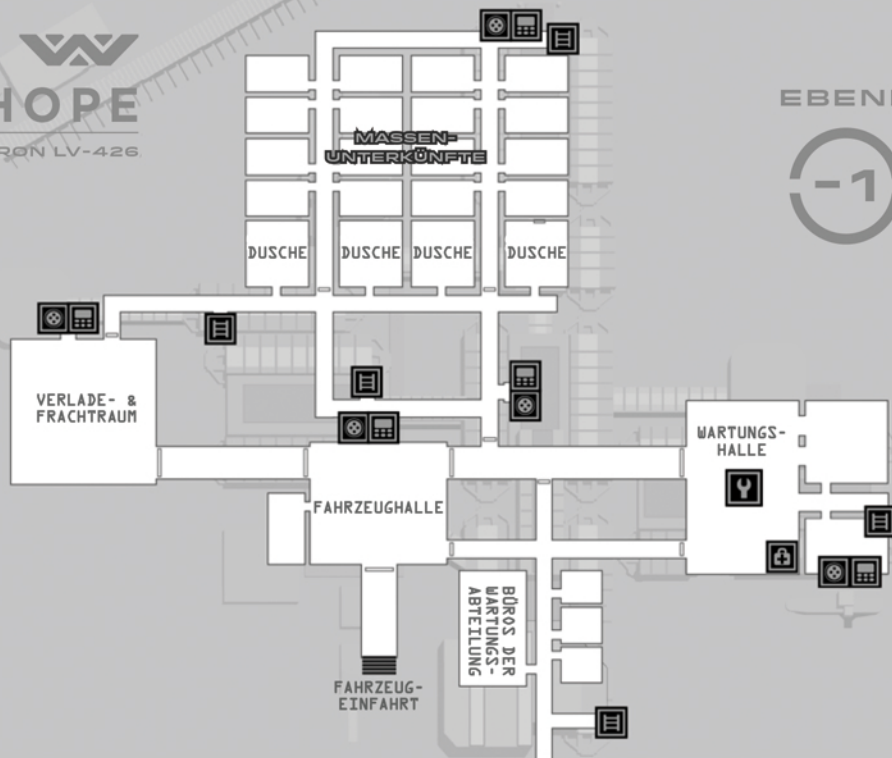 HOPE
RON LV-426
EBEN
-1
MASSEN-
UNTERKÜNFTE
DUSCHE
DUSCHE
DUSCHE
DUSCHE
VERLADE- &
FRACHTRAUM
WARTUNGS-
HALLE
FAHRZEUGHALLE
BÜROS DER
WARTUNGS-
ABTEILUNG
FAHRZEUG-
EINFAHRT